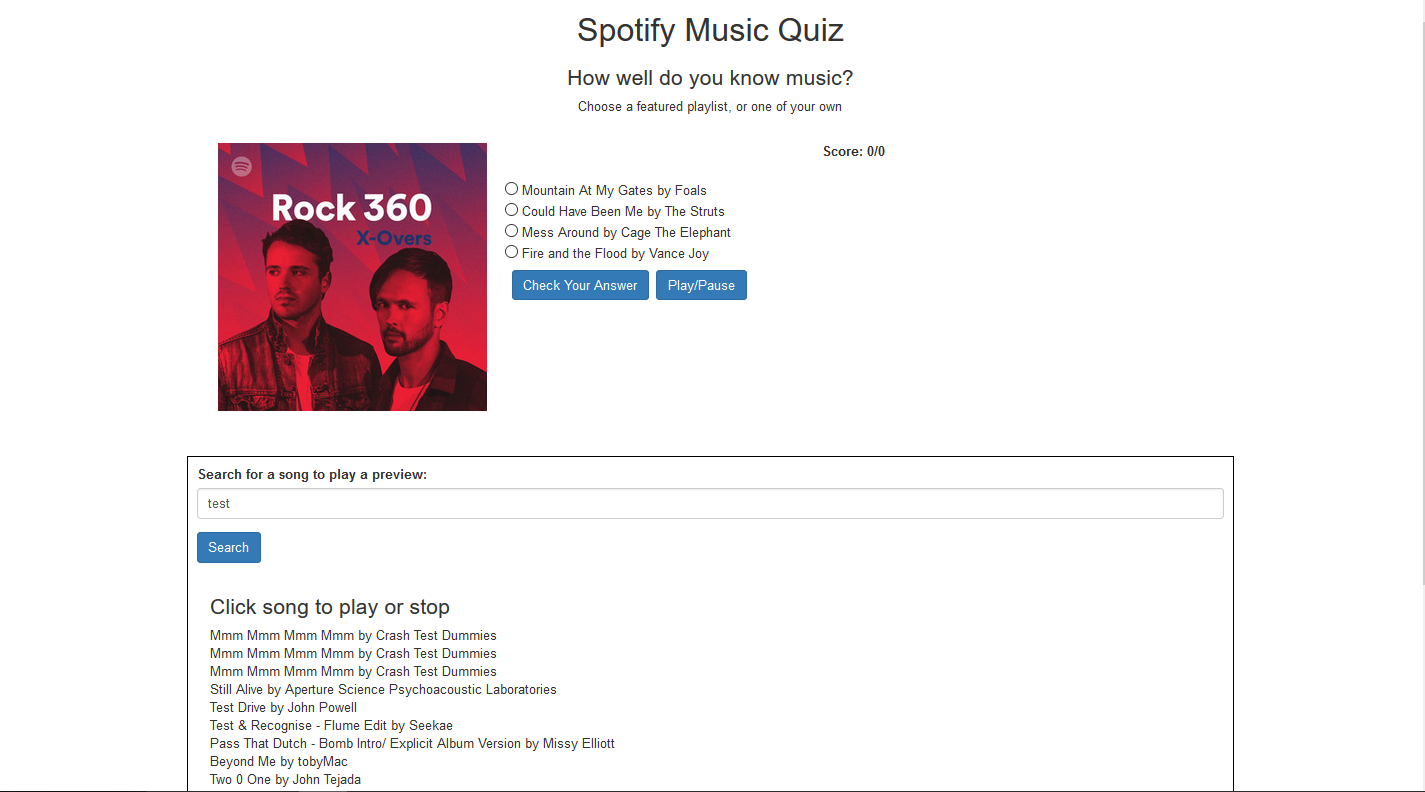 Spotify Music Quiz
How well do you know music?
Choose a featured playlist, or one of your own
Rock 360
X-Overs
Score: 0/0
Mountain At My Gates by Foals
Could Have Been Me by The Struts
Mess Around by Cage The Elephant
Fire and the Flood by Vance Joy
Check Your Answer Play/Pause
Search for a song to play a preview:
test
Search
Click song to play or stop
Mmm Mmm Mmm Mmm by Crash Test Dummies
Mmm Mmm Mmm Mmm by Crash Test Dummies
Mmm Mmm Mmm Mmm by Crash Test Dummies
Still Alive by Aperture Science Psychoacoustic Laboratories
Test Drive by John Powell
Test & Recognise - Flume Edit by Seekae
Pass That Dutch - Bomb Intro/ Explicit Album Version by Missy Elliott
Beyond Me by tobyMac
Two 0 One by John Tejada